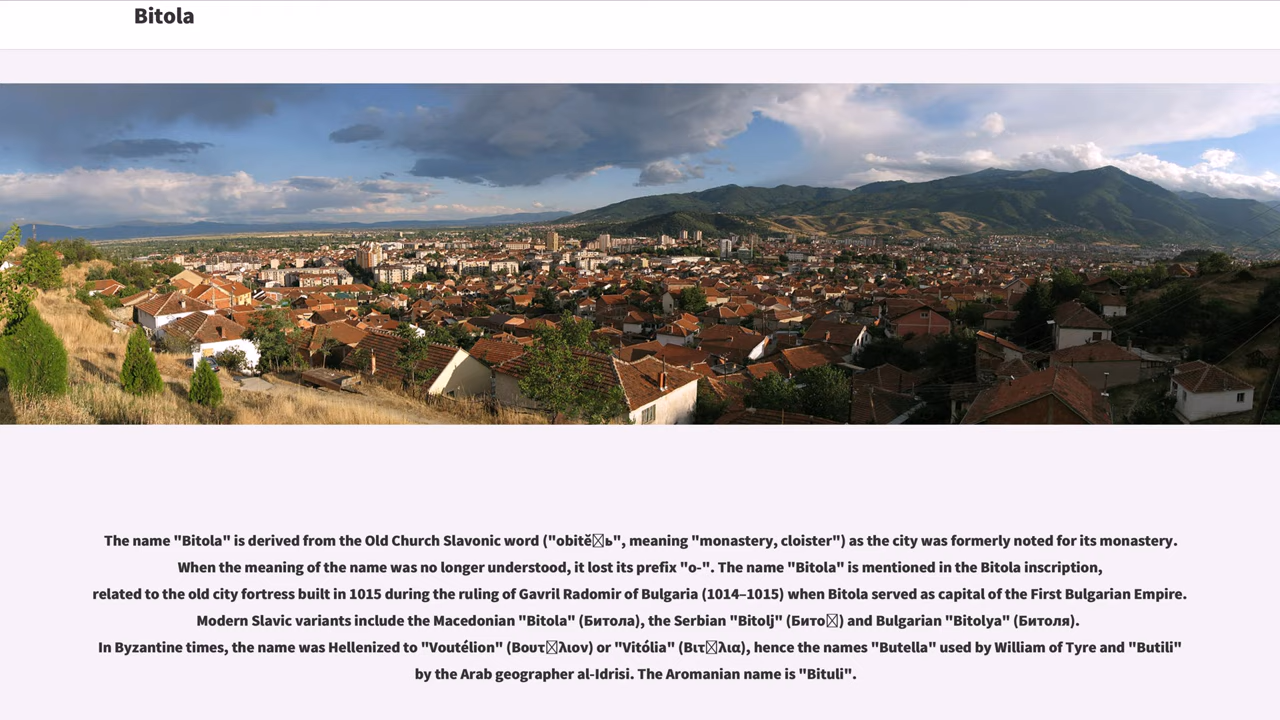 Bitola
The name "Bitola" is derived from the Old Church Slavonic word ("obitě□ь", meaning "monastery, cloister") as the city was formerly noted for its monastery.
When the meaning of the name was no longer understood, it lost its prefix "o-". The name "Bitola" is mentioned in the Bitola inscription,
related to the old city fortress built in 1015 during the ruling of Gavril Radomir of Bulgaria (1014–1015) when Bitola served as capital of the First Bulgarian Empire.
Modern Slavic variants include the Macedonian "Bitola" (Битола), the Serbian "Bitolj" (Бито□) and Bulgarian "Bitolya" (Битоля).
In Byzantine times, the name was Hellenized to "Voutélion" (Βουτ□λιον) or "Vitólia" (Βιτ□λια), hence the names "Butella" used by William of Tyre and "Butili"
by the Arab geographer al-Idrisi. The Aromanian name is "Bituli".